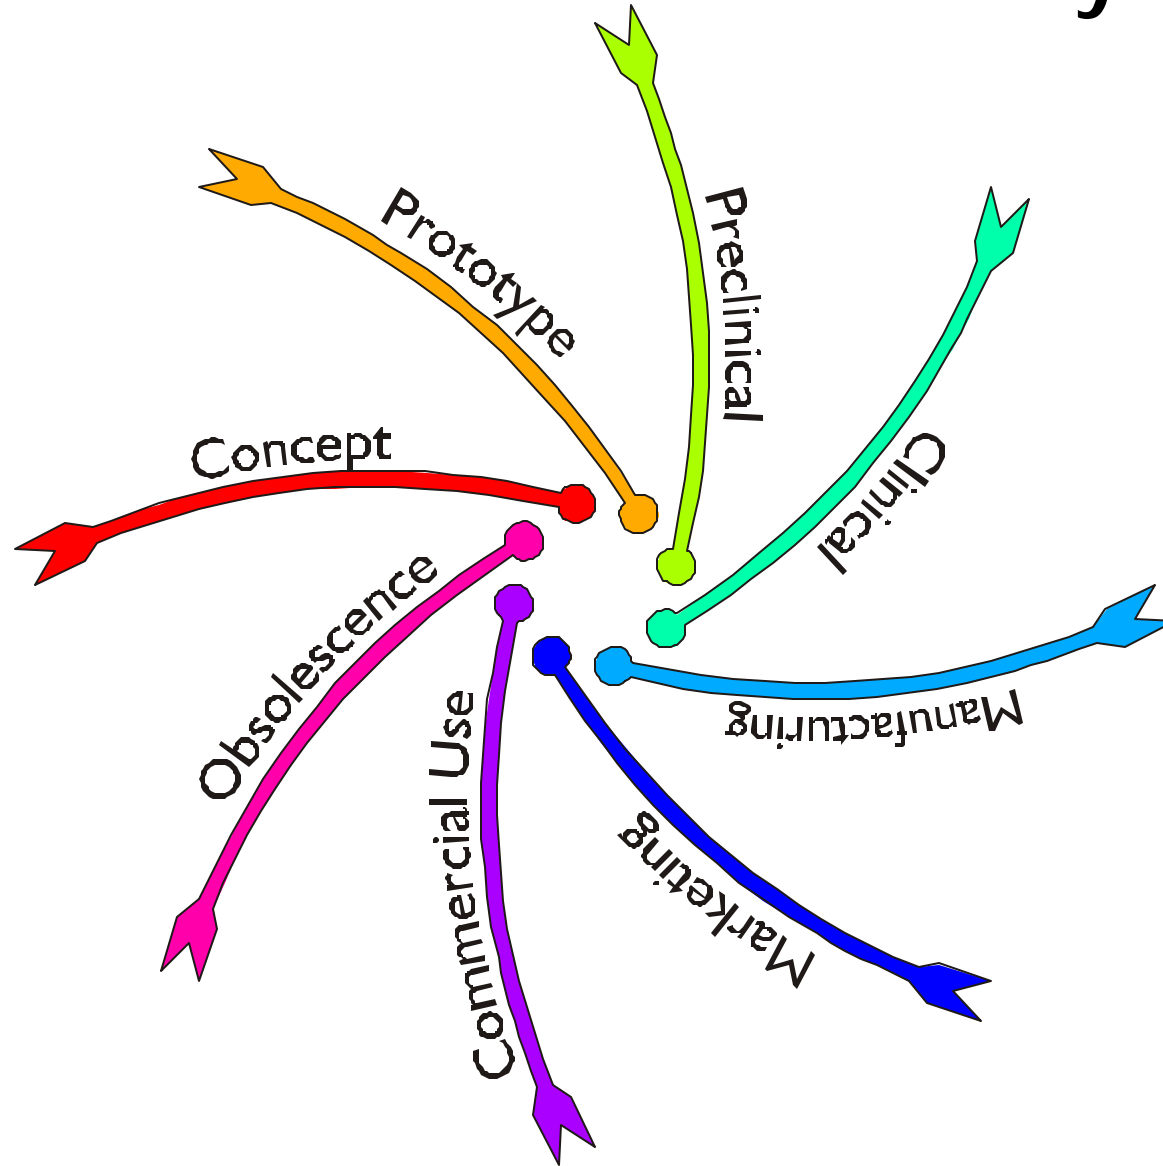 Concept
Prototype
Preclinical
Clinical
Manufacturing
Marketing
Commercial Use
Obsolescence